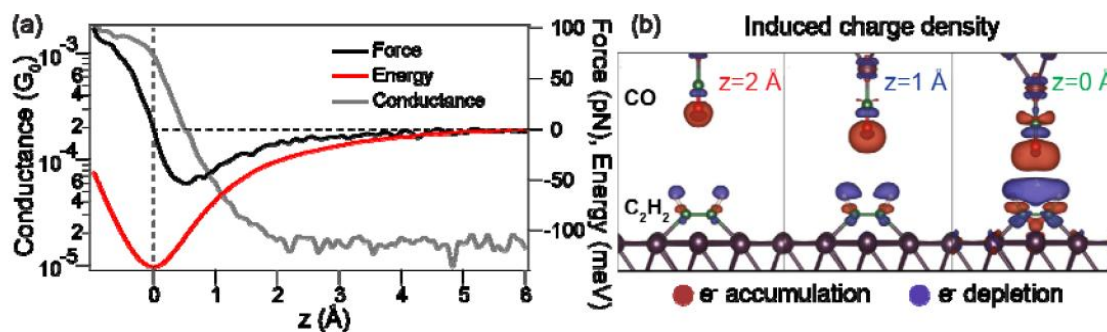 (a)
Conductance (G₀)
10⁻³
6
4
2
10⁻⁴
6
4
2
10⁻⁵
Force
Energy
Conductance
100
50
0
-50
-100
Force (pN), Energy (meV)
0 1 2 3 4 5 6
z (Å)
(b) Induced charge density
CO
z=2 Å z=1 Å z=0 Å
C₂H₂
e⁻ accumulation e⁻ depletion